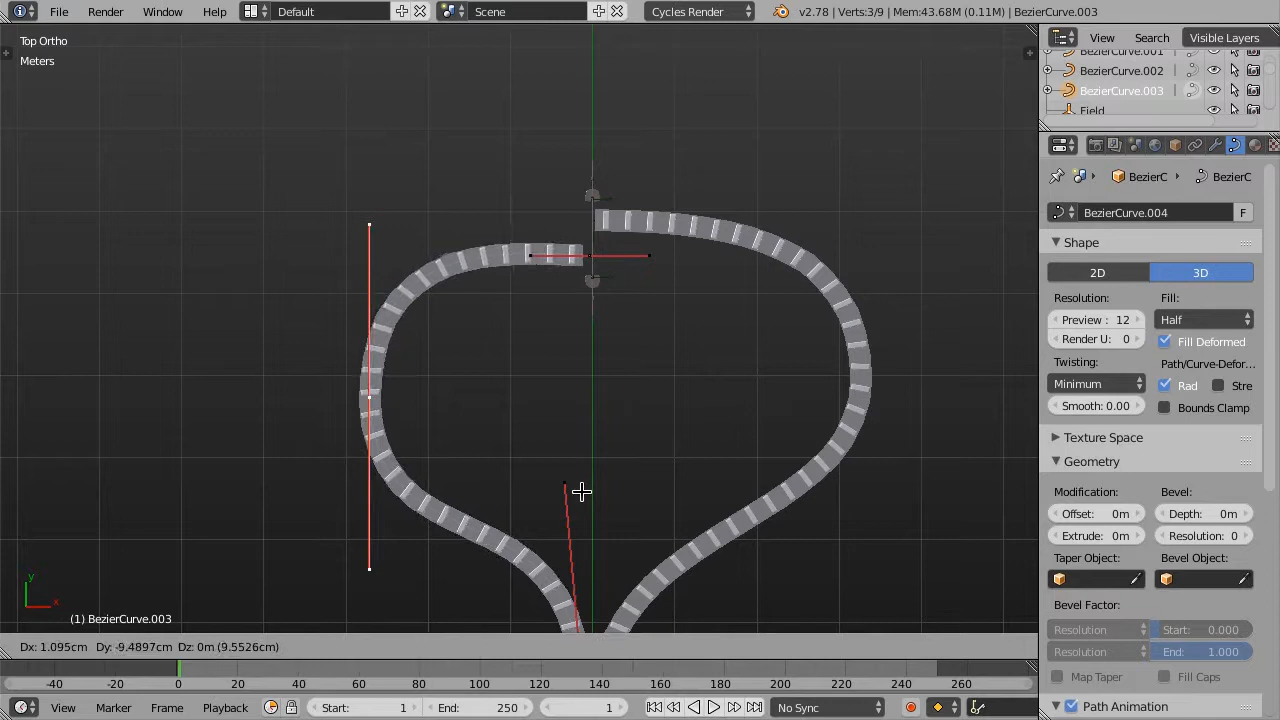 File Render Window Help Default Scene Cycles Render v2.78 | Verts:3/9 | Mem:43.68M (0.11M) | BezierCurve.003
Top Ortho
Meters
View Search Visible Layers
BezierCurve.001
BezierCurve.002
BezierCurve.003
Field
BezierC BezierC
BezierCurve.004 F
Shape
2D 3D
Resolution: Fill:
Preview : 12 Half
Render U: 0 Fill Deformed
Twisting: Path/Curve-Defor...
Minimum Rad Stre
Smooth: 0.00 Bounds Clamp
Texture Space
Geometry
Modification: Bevel:
Offset: 0m Depth: 0m
Extrude: 0m Resolution: 0
Taper Object: Bevel Object:
Bevel Factor:
Resolution Start: 0.000
Resolution End: 1.000
Map Taper Fill Caps
Path Animation
y
x
(1) BezierCurve.003
Dx: 1.095cm Dy: -9.4897cm Dz: 0m (9.5526cm)
-40 -20 0 20 40 60 80 100 120 140 160 180 200 220 240 260
View Marker Frame Playback Start: 1 End: 250 1 No Sync